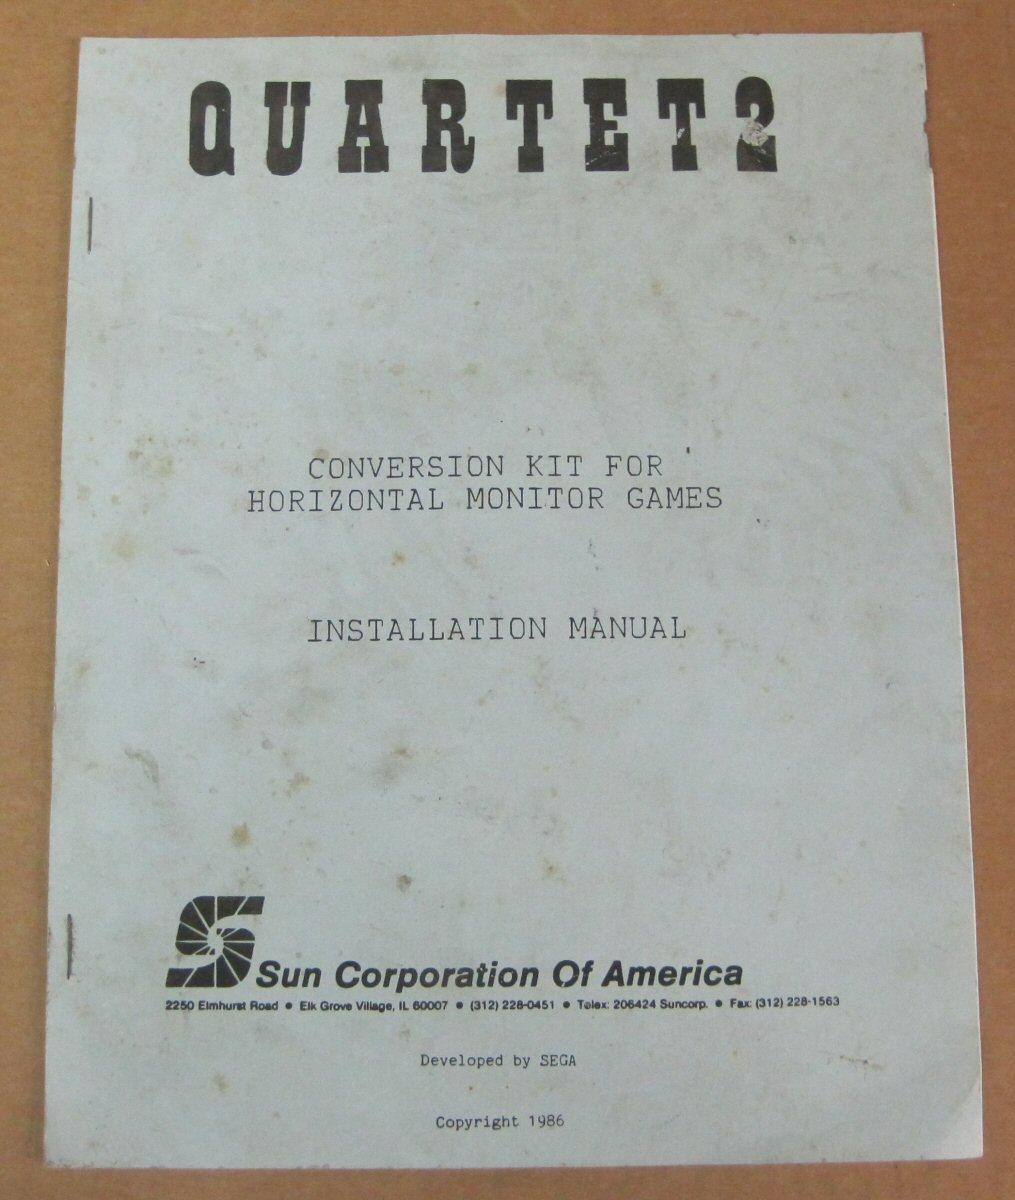 QUARTET2
CONVERSION KIT FOR
HORIZONTAL MONITOR GAMES
INSTALLATION MANUAL
Sun Corporation Of America
2250 Elmhurst Road • Elk Grove Village, IL 60007 • (312) 228-0451 • Telex: 206424 Suncorp. • Fax: (312) 228-1563
Developed by SEGA
Copyright 1986